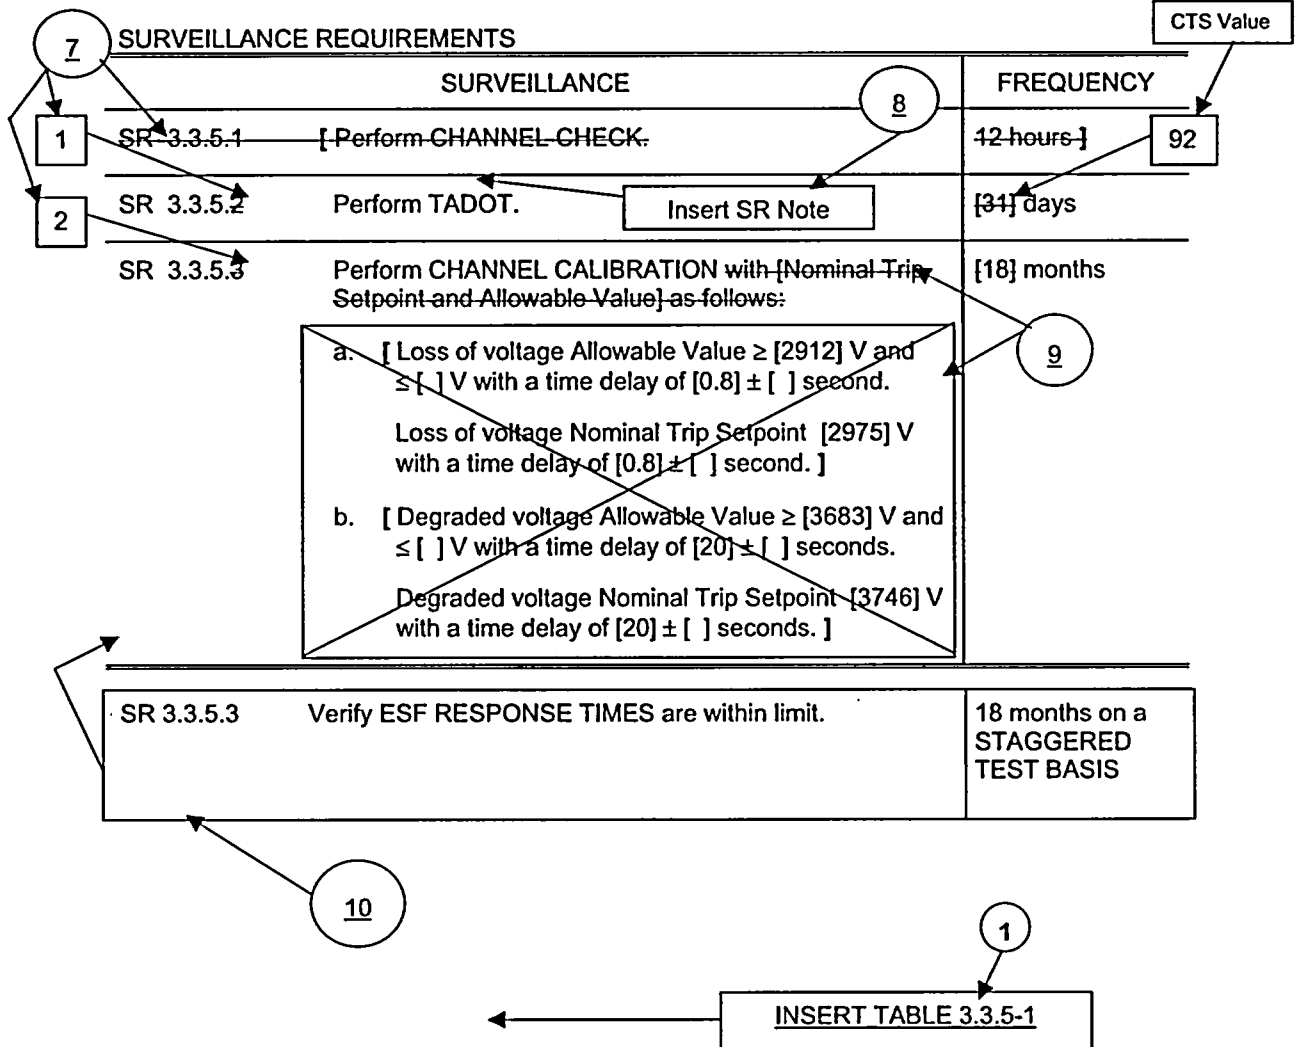 CTS Value
7
SURVEILLANCE REQUIREMENTS
SURVEILLANCE
FREQUENCY
8
1
SR 3.3.5.1 [ Perform CHANNEL CHECK.
12 hours ]
92
SR 3.3.5.2 Perform TADOT.
Insert SR Note
[31] days
2
SR 3.3.5.3 Perform CHANNEL CALIBRATION with [Nominal Trip
Setpoint and Allowable Value] as follows:
[18] months
9
a. [ Loss of voltage Allowable Value ≥ [2912] V and
≤ [ ] V with a time delay of [0.8] ± [ ] second.
Loss of voltage Nominal Trip Setpoint [2975] V
with a time delay of [0.8] ± [ ] second. ]
b. [ Degraded voltage Allowable Value ≥ [3683] V and
≤ [ ] V with a time delay of [20] ± [ ] seconds.
Degraded voltage Nominal Trip Setpoint [3746] V
with a time delay of [20] ± [ ] seconds. ]
SR 3.3.5.3 Verify ESF RESPONSE TIMES are within limit.
18 months on a
STAGGERED
TEST BASIS
10
1
INSERT TABLE 3.3.5-1